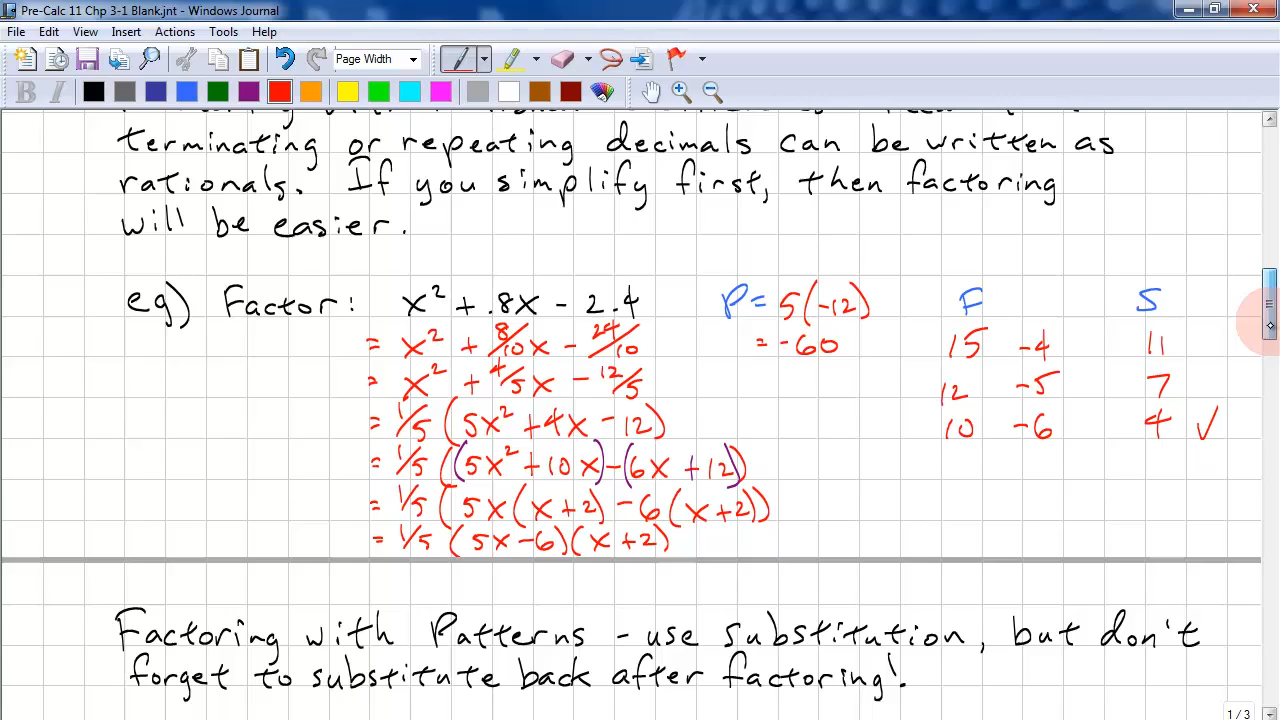 Pre-Calc 11 Chp 3-1 Blank.jnt - Windows Journal
File Edit View Insert Actions Tools Help
Page Width
B I
terminating or repeating decimals can be written as
rationals. If you simplify first, then factoring
will be easier.
eg) Factor: x² + .8x - 2.4
= x² + 8/10x - 24/10
= x² + 4/5x - 12/5
= 1/5 (5x² + 4x - 12)
= 1/5 ((5x² + 10x) - (6x + 12))
= 1/5 (5x(x+2) - 6(x+2))
= 1/5 (5x-6)(x+2)
P = 5(-12)
= -60
F S
15 -4 11
12 -5 7
10 -6 4 ✓
Factoring with Patterns - use substitution, but don't
forget to substitute back after factoring!
1/3